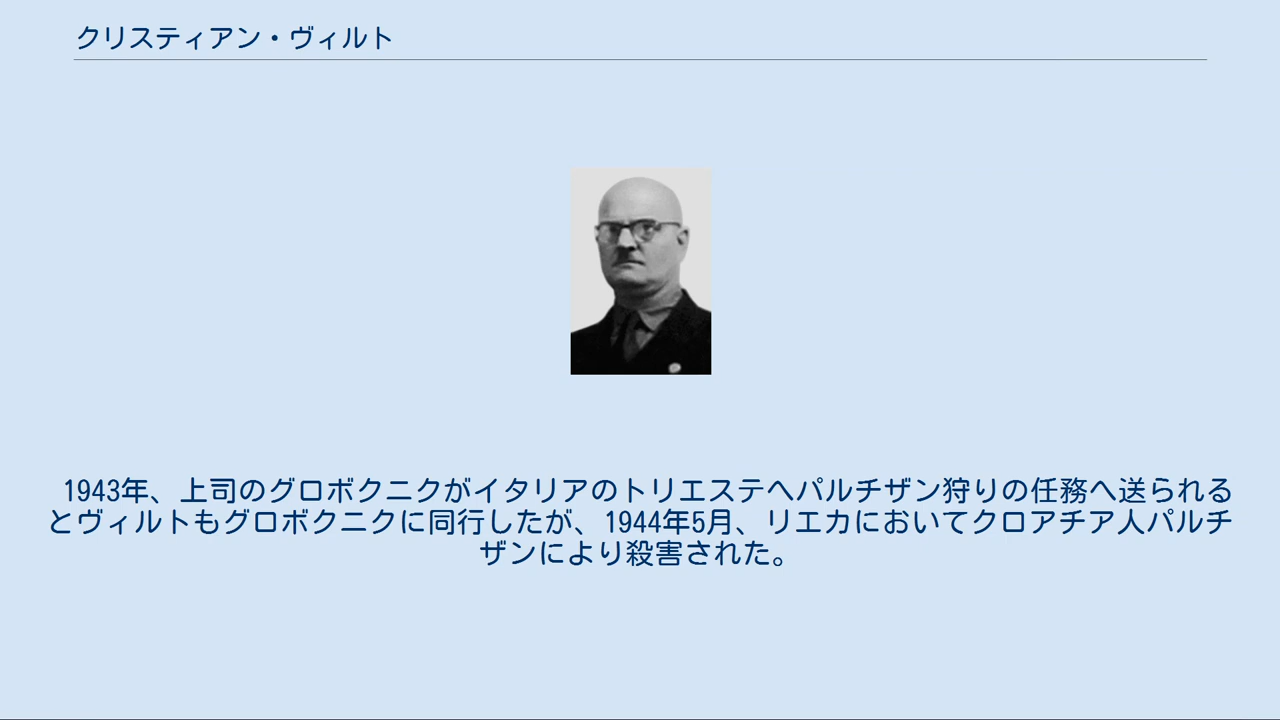 クリスティアン・ヴィルト
1943年、上司のグロボクニクがイタリアのトリエステへパルチザン狩りの任務へ送られる
とヴィルトもグロボクニクに同行したが、1944年5月、リエカにおいてクロアチア人パルチ
ザンにより殺害された。